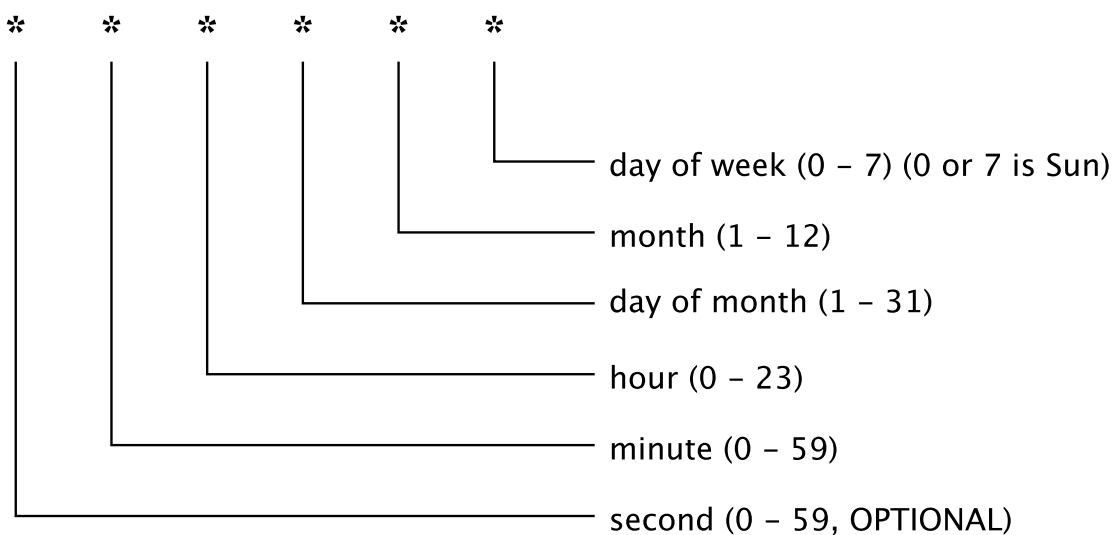 * * * * * *
day of week (0 – 7) (0 or 7 is Sun)
month (1 – 12)
day of month (1 – 31)
hour (0 – 23)
minute (0 – 59)
second (0 – 59, OPTIONAL)